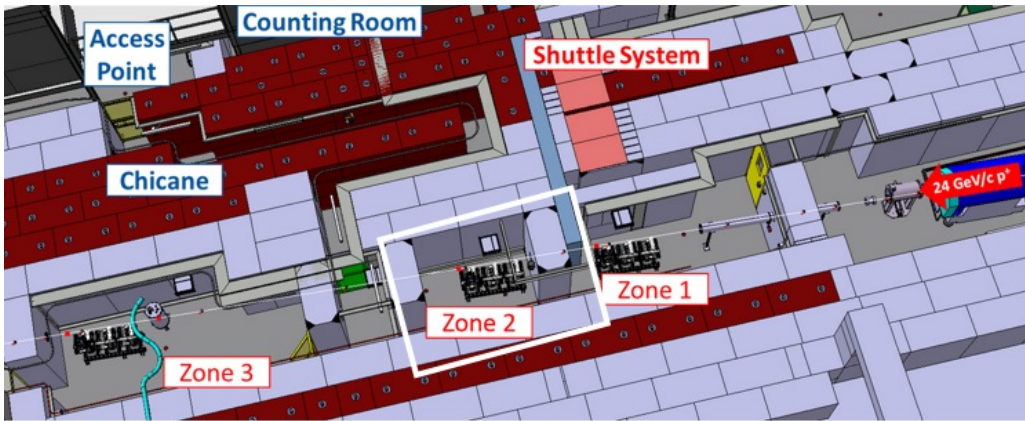 Access
Point
Counting Room
Shuttle System
Chicane
24 GeV/c p⁺
Zone 1
Zone 2
Zone 3